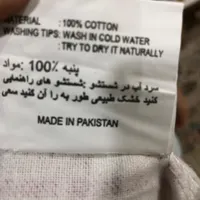 MATERIAL : 100% COTTON
WASHING TIPS: WASH IN COLD WATER
: TRY TO DRY IT NATURALLY
پنبه 100٪ :مواد
سرد آب در شستشو :شستشو های راهنمایی
کنید خشک طبیعی طور به را آن کنید سعی
MADE IN PAKISTAN